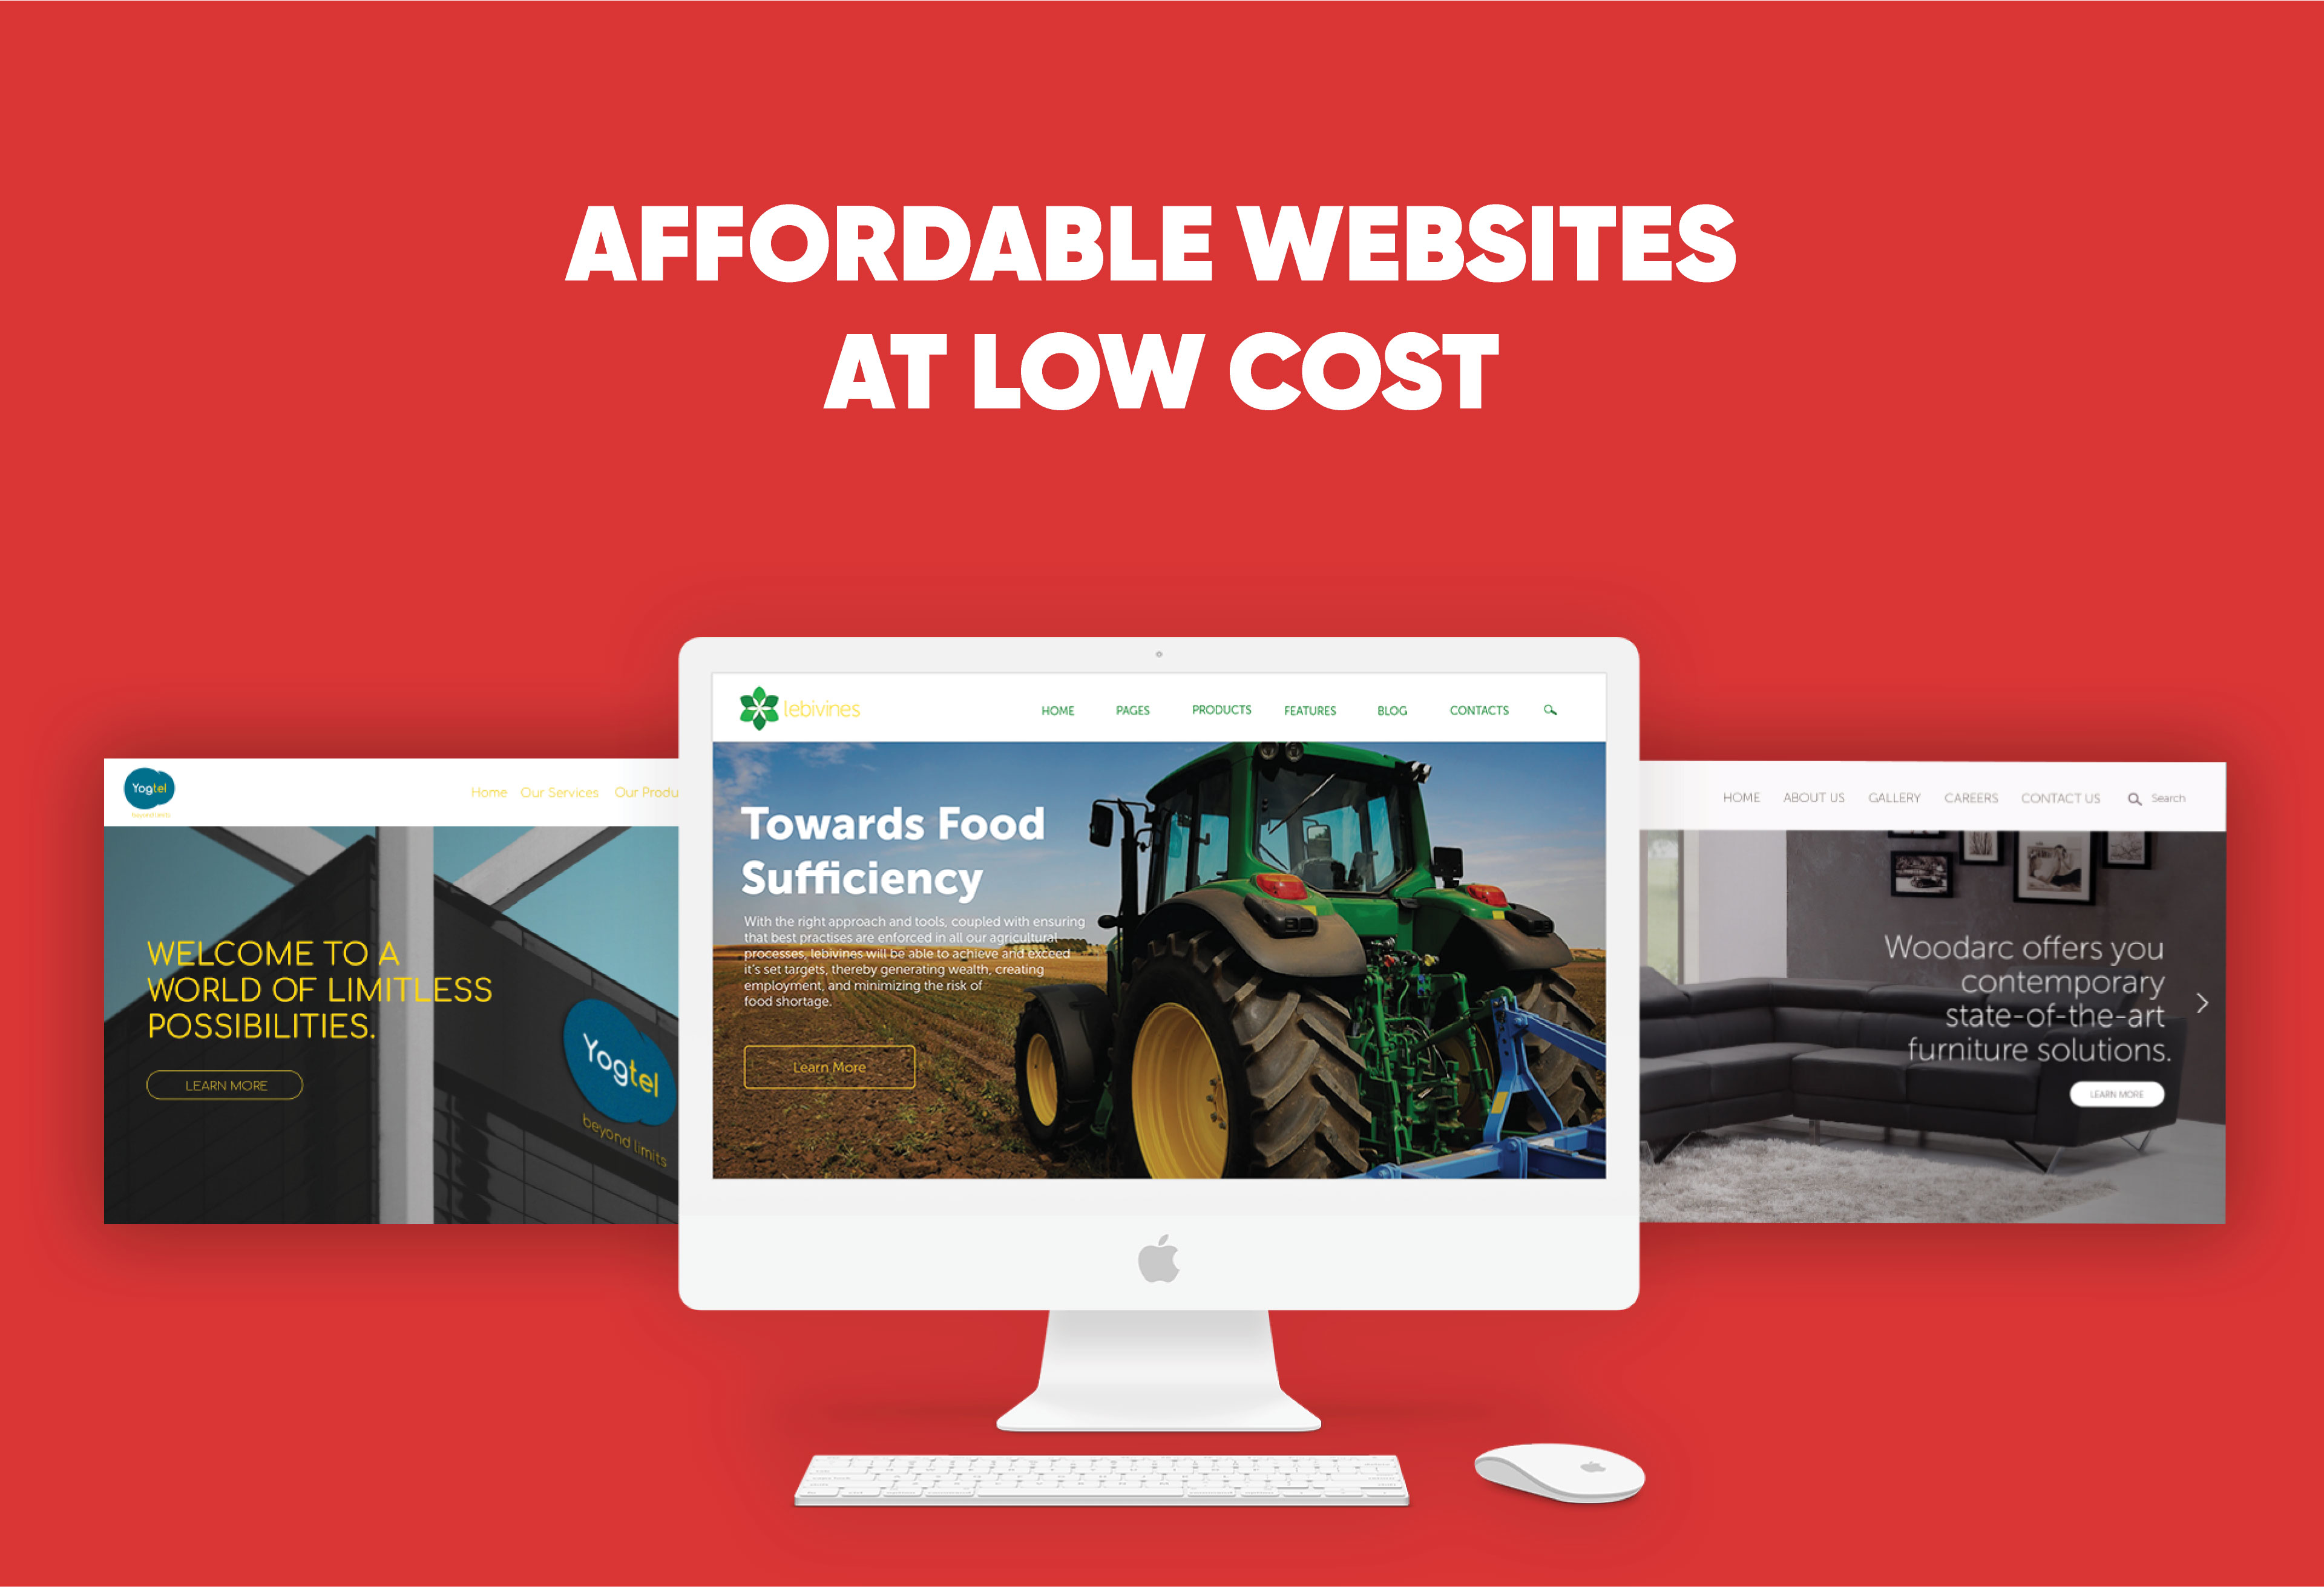 AFFORDABLE WEBSITES
AT LOW COST
Yogtel
Home Our Services Our Produ
WELCOME TO A
WORLD OF LIMITLESS
POSSIBILITIES.
LEARN MORE
Yogtel
beyond limits
lebivines
HOME PAGES PRODUCTS FEATURES BLOG CONTACTS
Towards Food
Sufficiency
With the right approach and tools, coupled with ensuring
that best practises are enforced in all our agricultural
processes, lebivines will be able to achieve and exceed
it's set targets, thereby generating wealth, creating
employment, and minimizing the risk of
food shortage.
Learn More
HOME ABOUT US GALLERY CAREERS CONTACT US Search
Woodarc offers you
contemporary
state-of-the-art
furniture solutions.
LEARN MORE